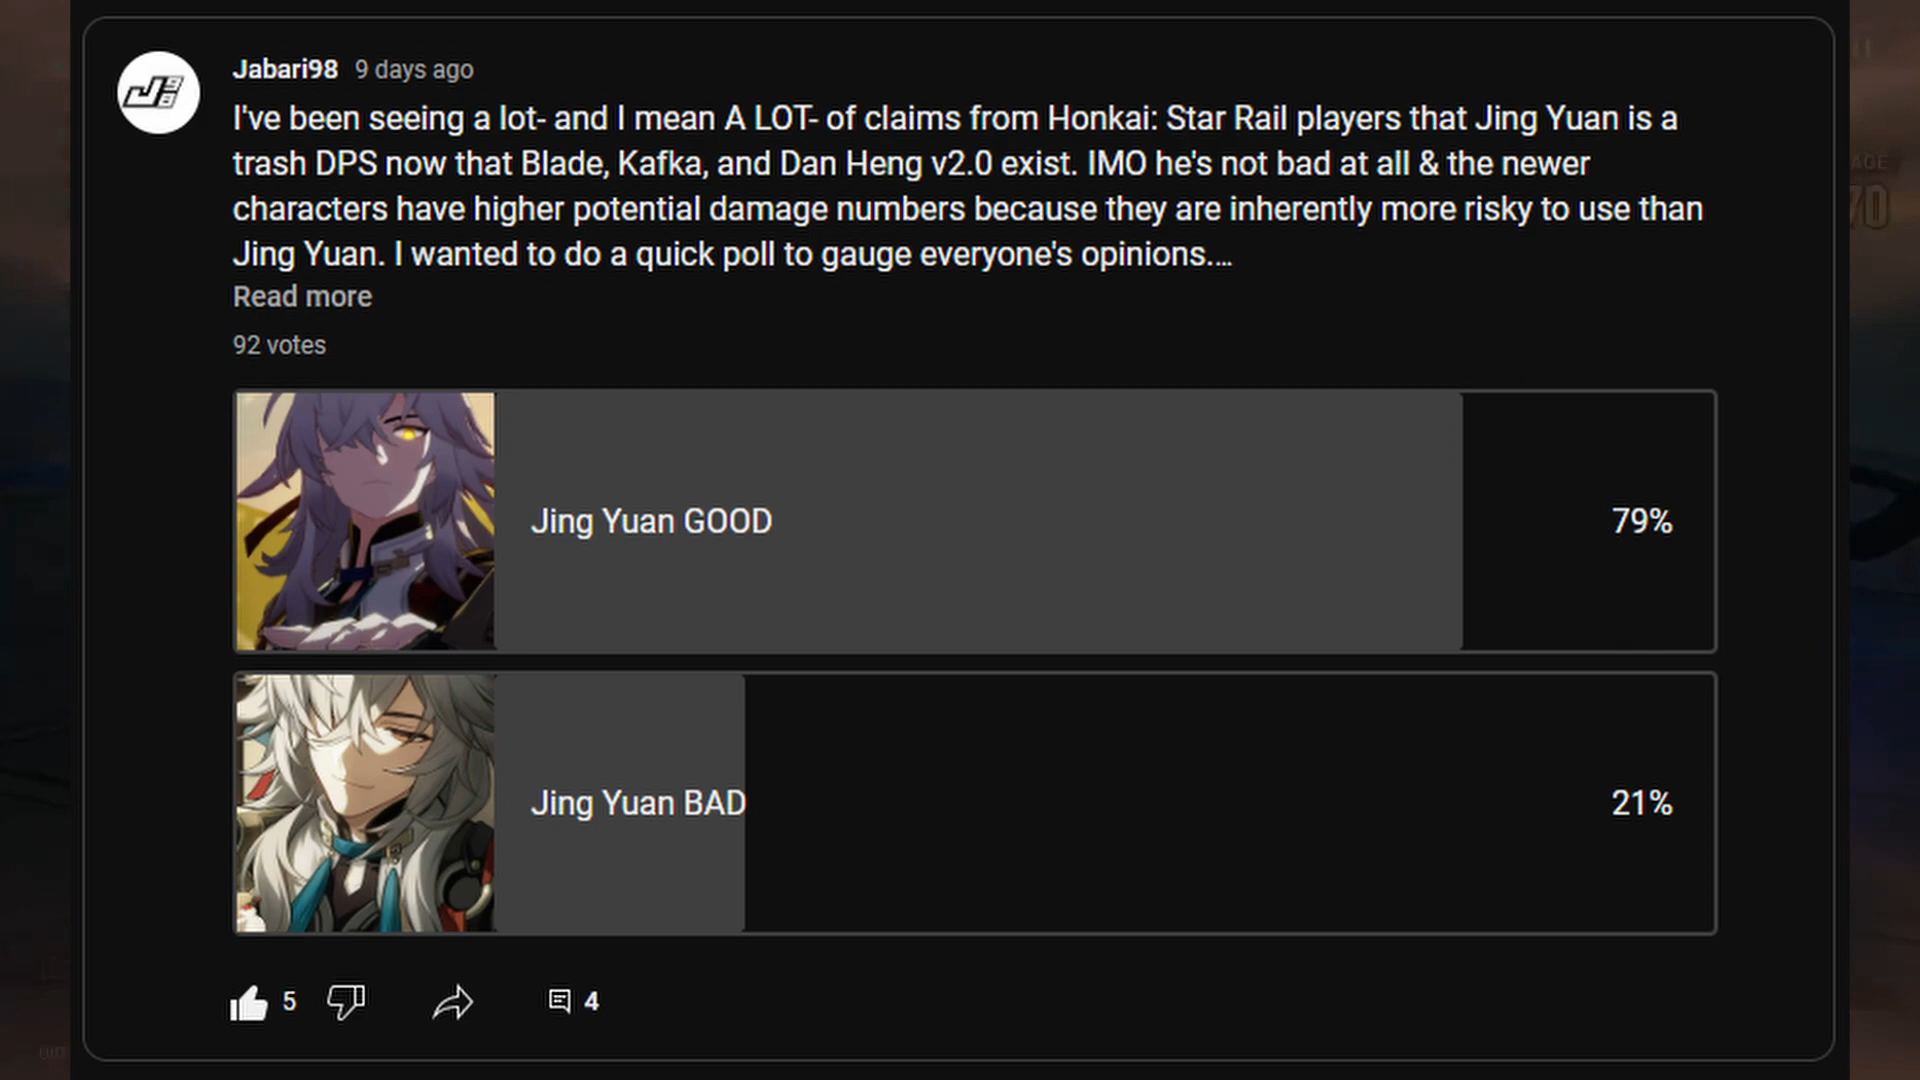 Jabari98 9 days ago
I've been seeing a lot- and I mean A LOT- of claims from Honkai: Star Rail players that Jing Yuan is a
trash DPS now that Blade, Kafka, and Dan Heng v2.0 exist. IMO he's not bad at all & the newer
characters have higher potential damage numbers because they are inherently more risky to use than
Jing Yuan. I wanted to do a quick poll to gauge everyone's opinions....
Read more
92 votes
Jing Yuan GOOD 79%
Jing Yuan BAD 21%
5 4